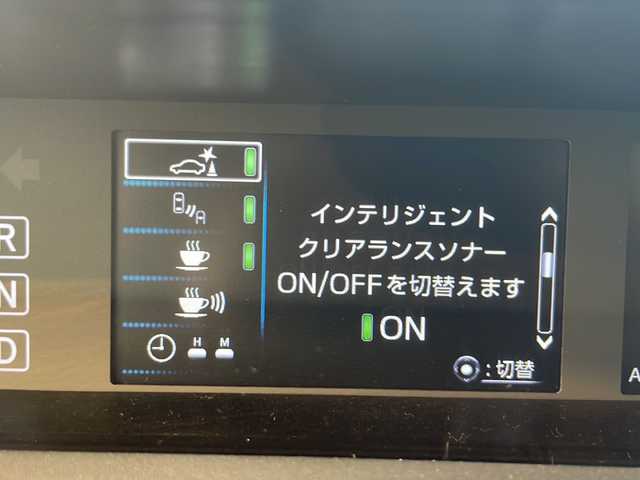 インテリジェント
クリアランスソナー
ON/OFFを切替えます
ON
:切替
H M
R
N
D
A